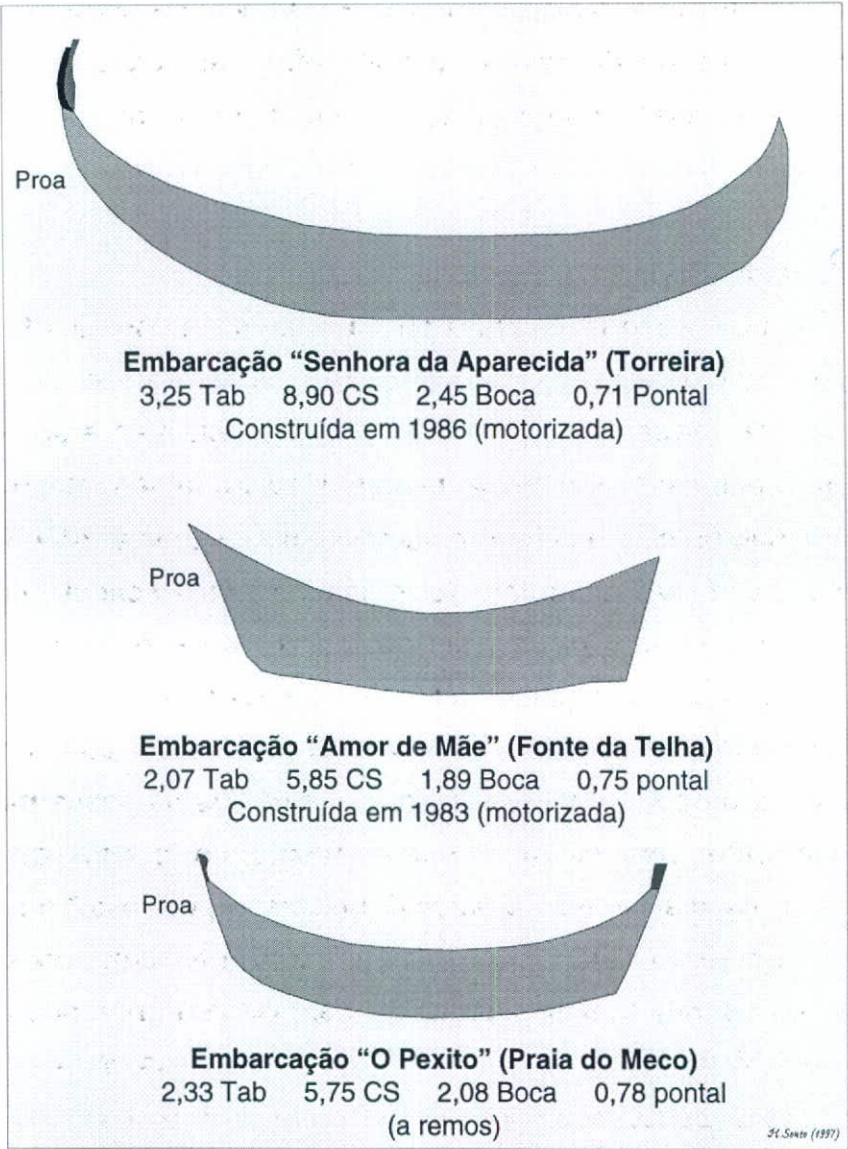 Proa
Embarcação “Senhora da Aparecida” (Torreira)
3,25 Tab 8,90 CS 2,45 Boca 0,71 Pontal
Construída em 1986 (motorizada)
Proa
Embarcação “Amor de Mãe” (Fonte da Telha)
2,07 Tab 5,85 CS 1,89 Boca 0,75 pontal
Construída em 1983 (motorizada)
Proa
Embarcação “O Pexito” (Praia do Meco)
2,33 Tab 5,75 CS 2,08 Boca 0,78 pontal
(a remos)
H. Souto (1997)